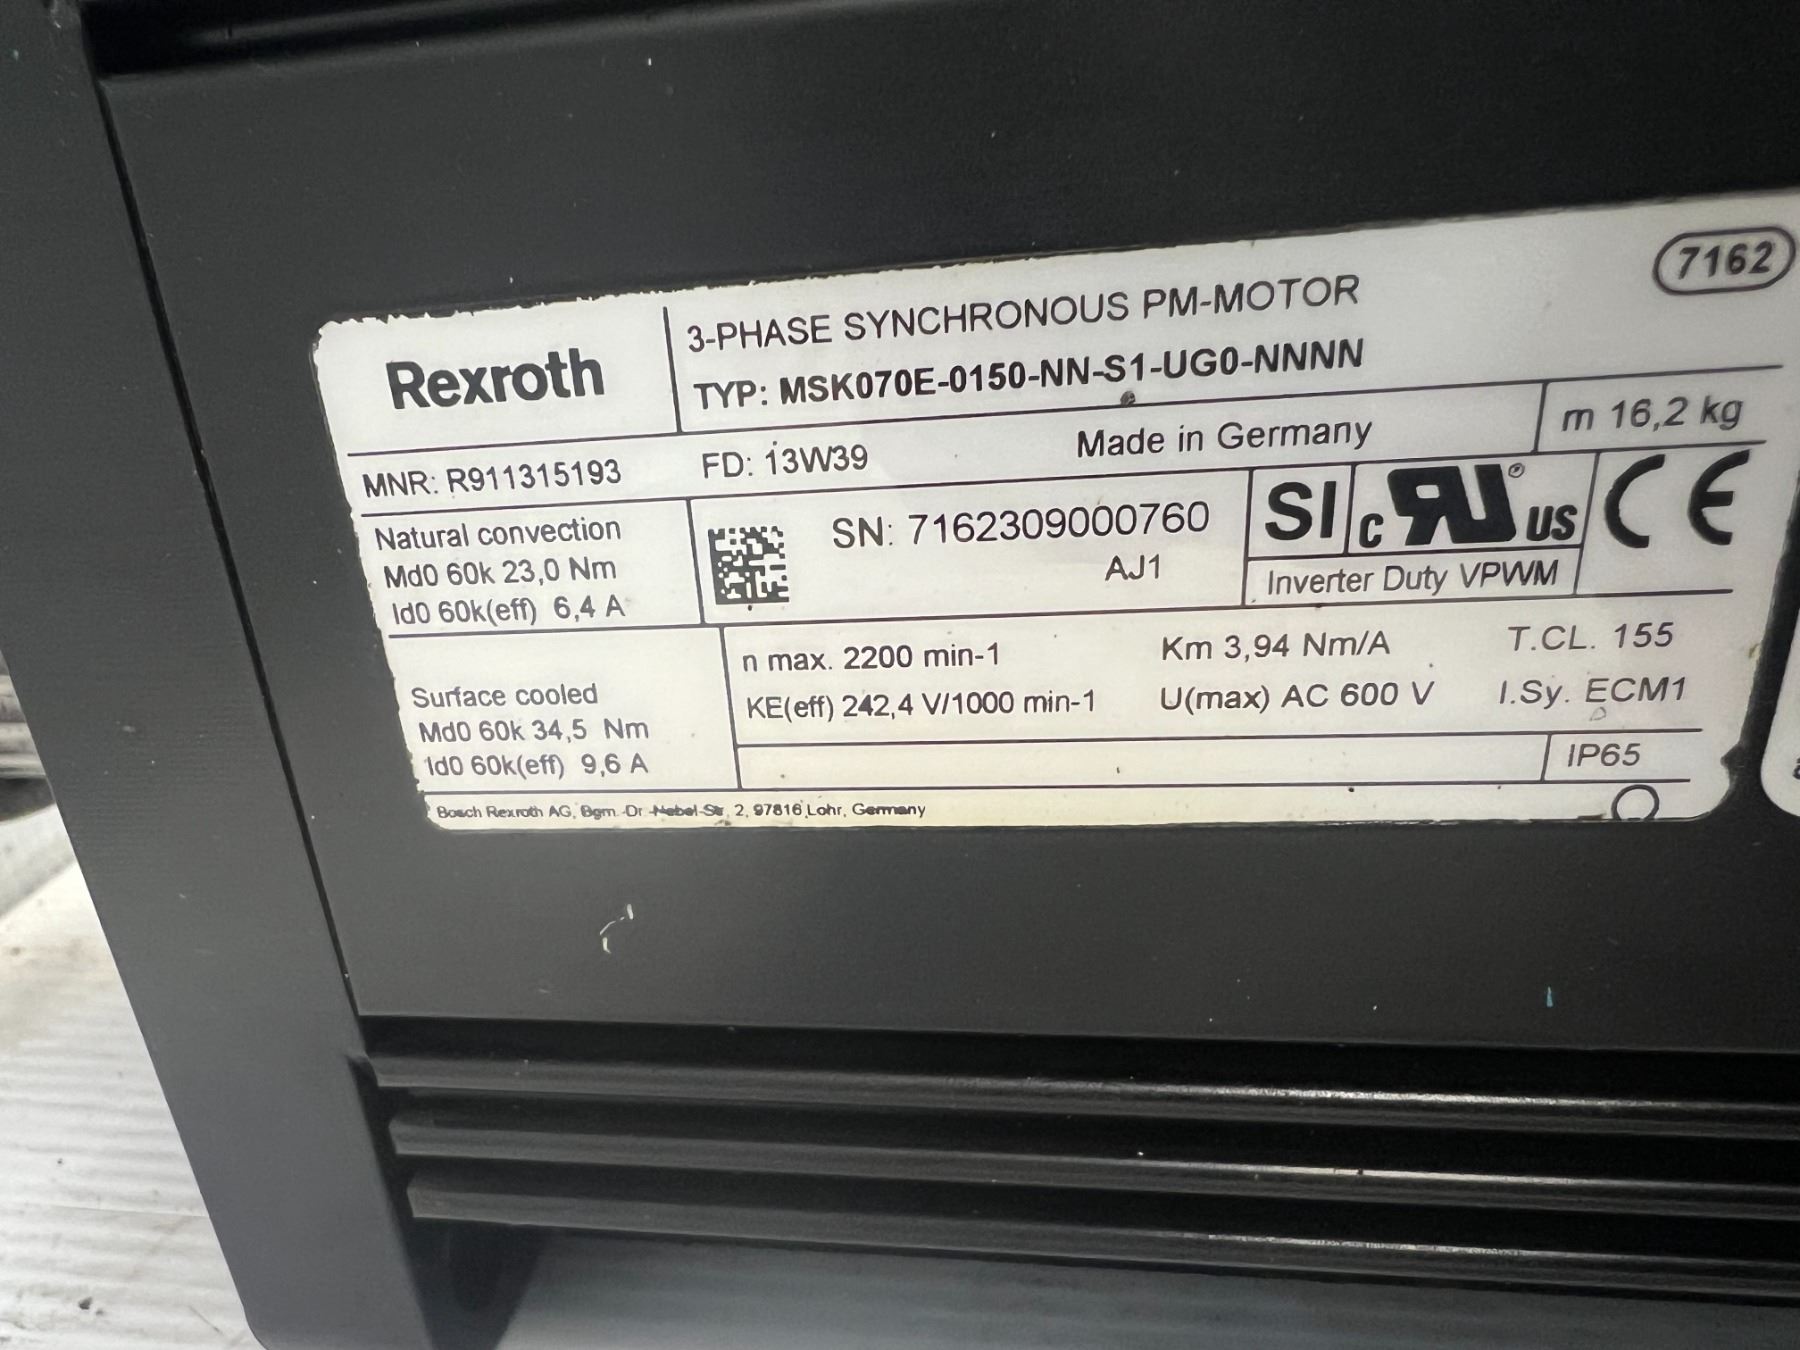 7162
Rexroth
3-PHASE SYNCHRONOUS PM-MOTOR
TYP: MSK070E-0150-NN-S1-UG0-NNNN
MNR: R911315193
FD: 13W39
Made in Germany
m 16,2 kg
Natural convection
Md0 60k 23,0 Nm
Id0 60k(eff) 6,4 A
SN: 7162309000760
AJ1
SI
c RU ® US
CE
Inverter Duty VPWM
Surface cooled
Md0 60k 34,5 Nm
Id0 60k(eff) 9,6 A
n max. 2200 min-1
Km 3,94 Nm/A
T.CL. 155
KE(eff) 242,4 V/1000 min-1
U(max) AC 600 V
I.Sy. ECM1
IP65
Bosch Rexroth AG, Bgm.-Dr.-Nebel-Str. 2, 97816 Lohr, Germany